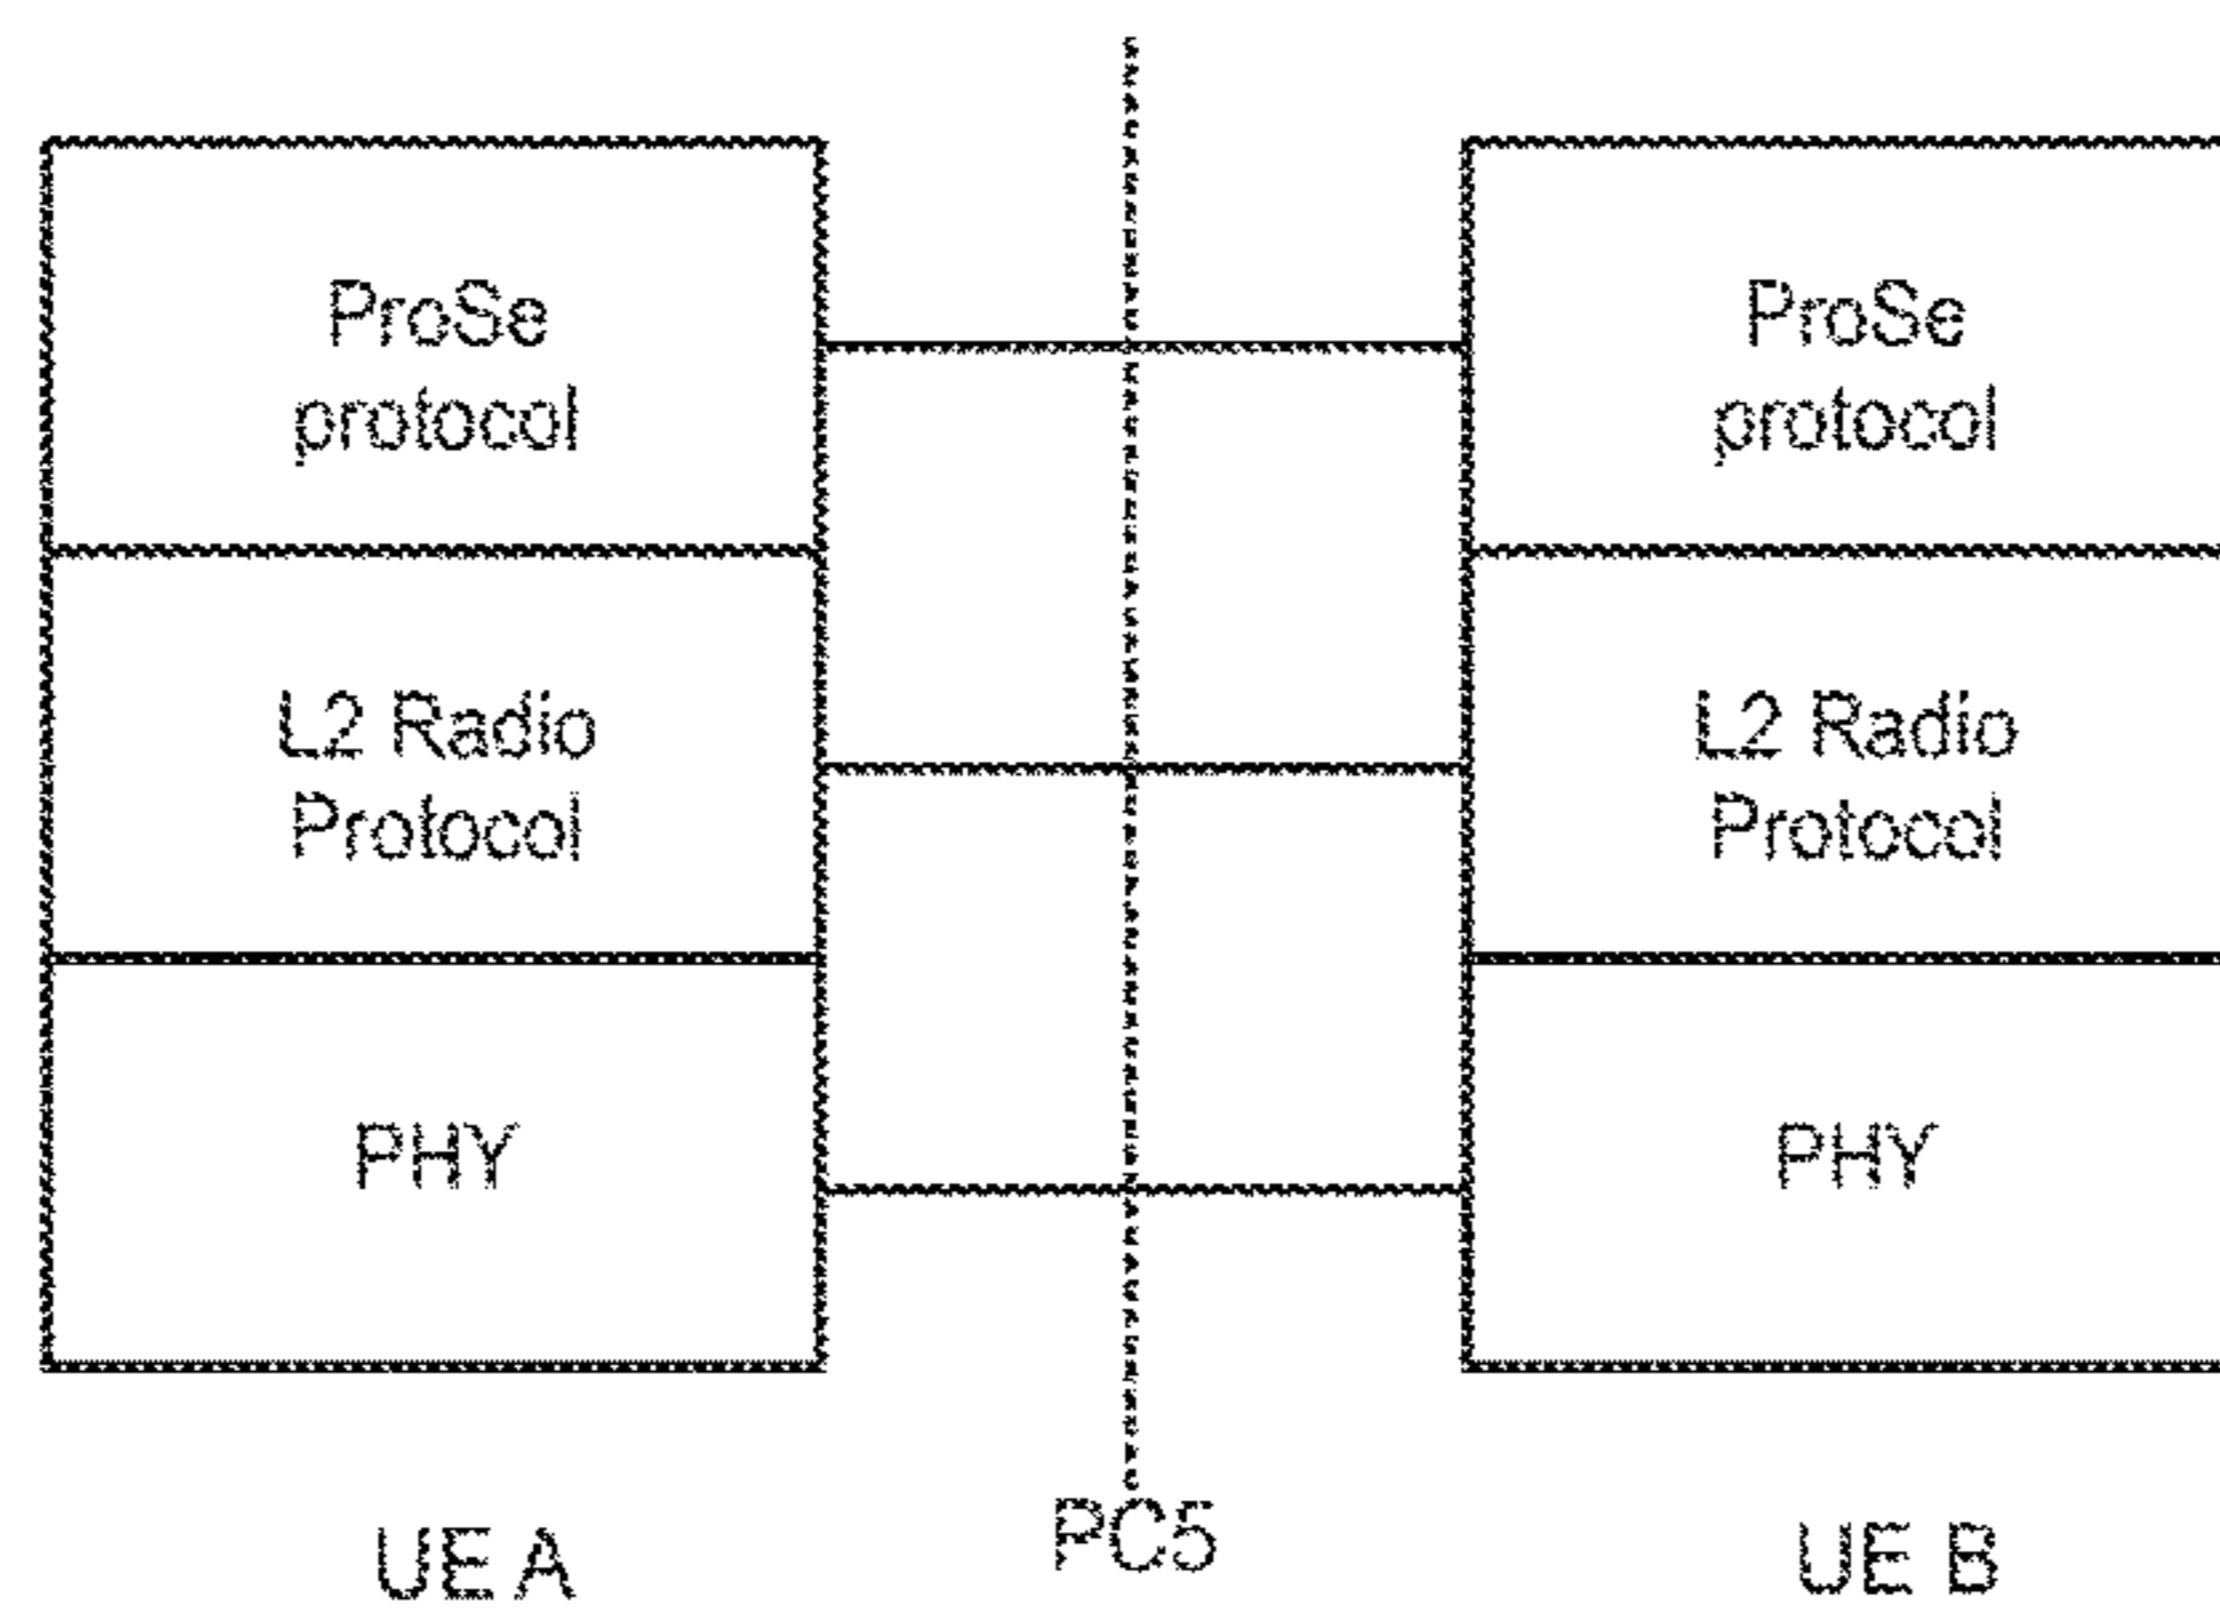 ProSe
protocol
L2 Radio
Protocol
PHY
UE A
PC5
ProSe
protocol
L2 Radio
Protocol
PHY
UE B